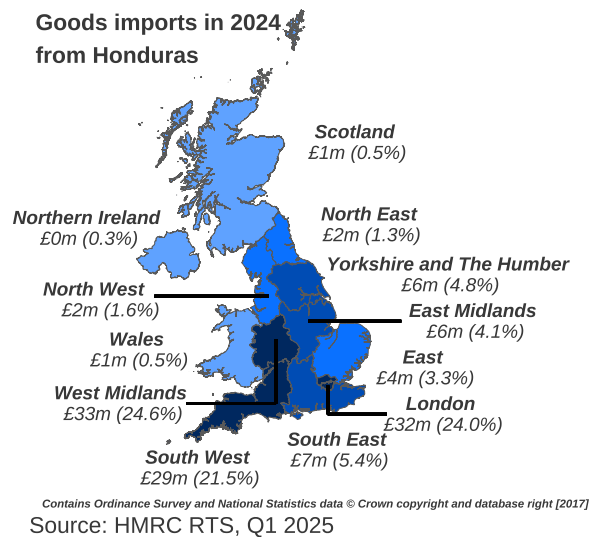 Goods imports in 2024
from Honduras
Scotland
£1m (0.5%)
Northern Ireland
£0m (0.3%)
North East
£2m (1.3%)
Yorkshire and The Humber
£6m (4.8%)
North West
£2m (1.6%)
East Midlands
£6m (4.1%)
Wales
£1m (0.5%)
East
£4m (3.3%)
West Midlands
£33m (24.6%)
London
£32m (24.0%)
South East
£7m (5.4%)
South West
£29m (21.5%)
Contains Ordinance Survey and National Statistics data © Crown copyright and database right [2017]
Source: HMRC RTS, Q1 2025